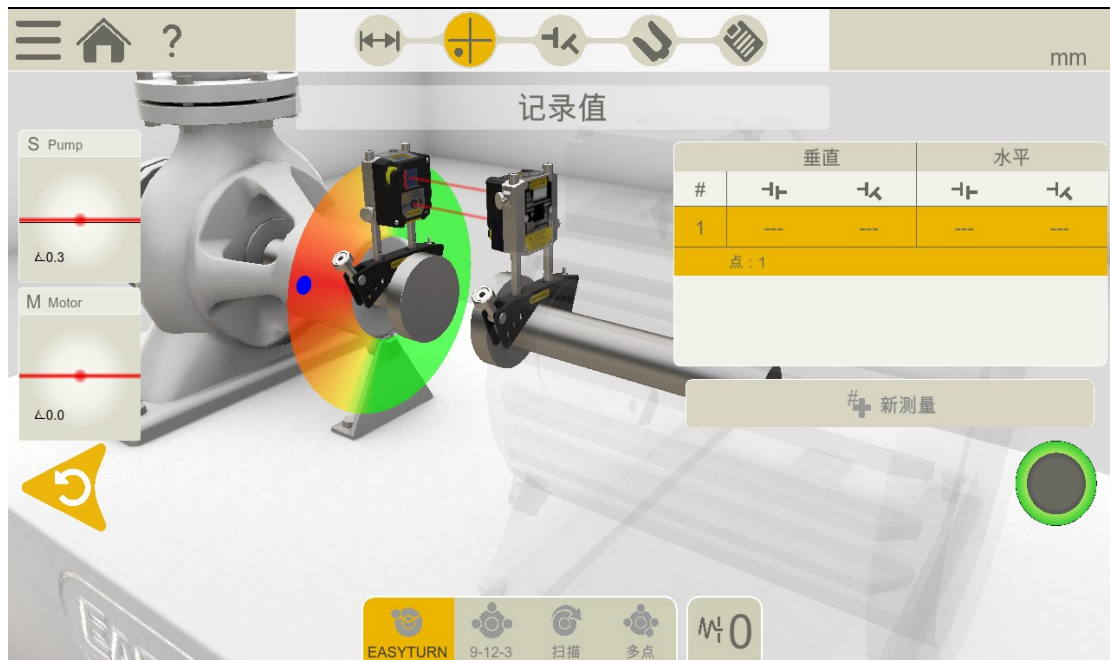 ?
mm
记录值
S Pump
∠0.3
M Motor
∠0.0
垂直 水平
#
1 --- --- --- ---
点：1
# 新测量
EASYTURN 9-12-3 扫描 多点 0